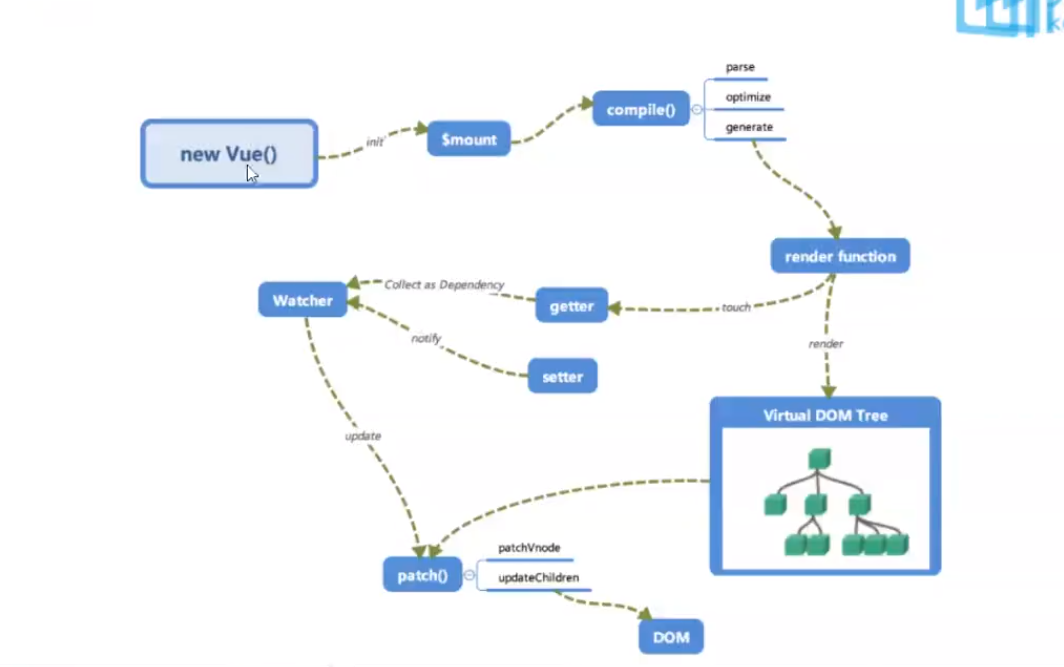 parse
compile()
optimize
generate
new Vue()
init
$mount
render function
Watcher
Collect as Dependency
getter
touch
notify
setter
render
update
Virtual DOM Tree
patch()
patchVnode
updateChildren
DOM